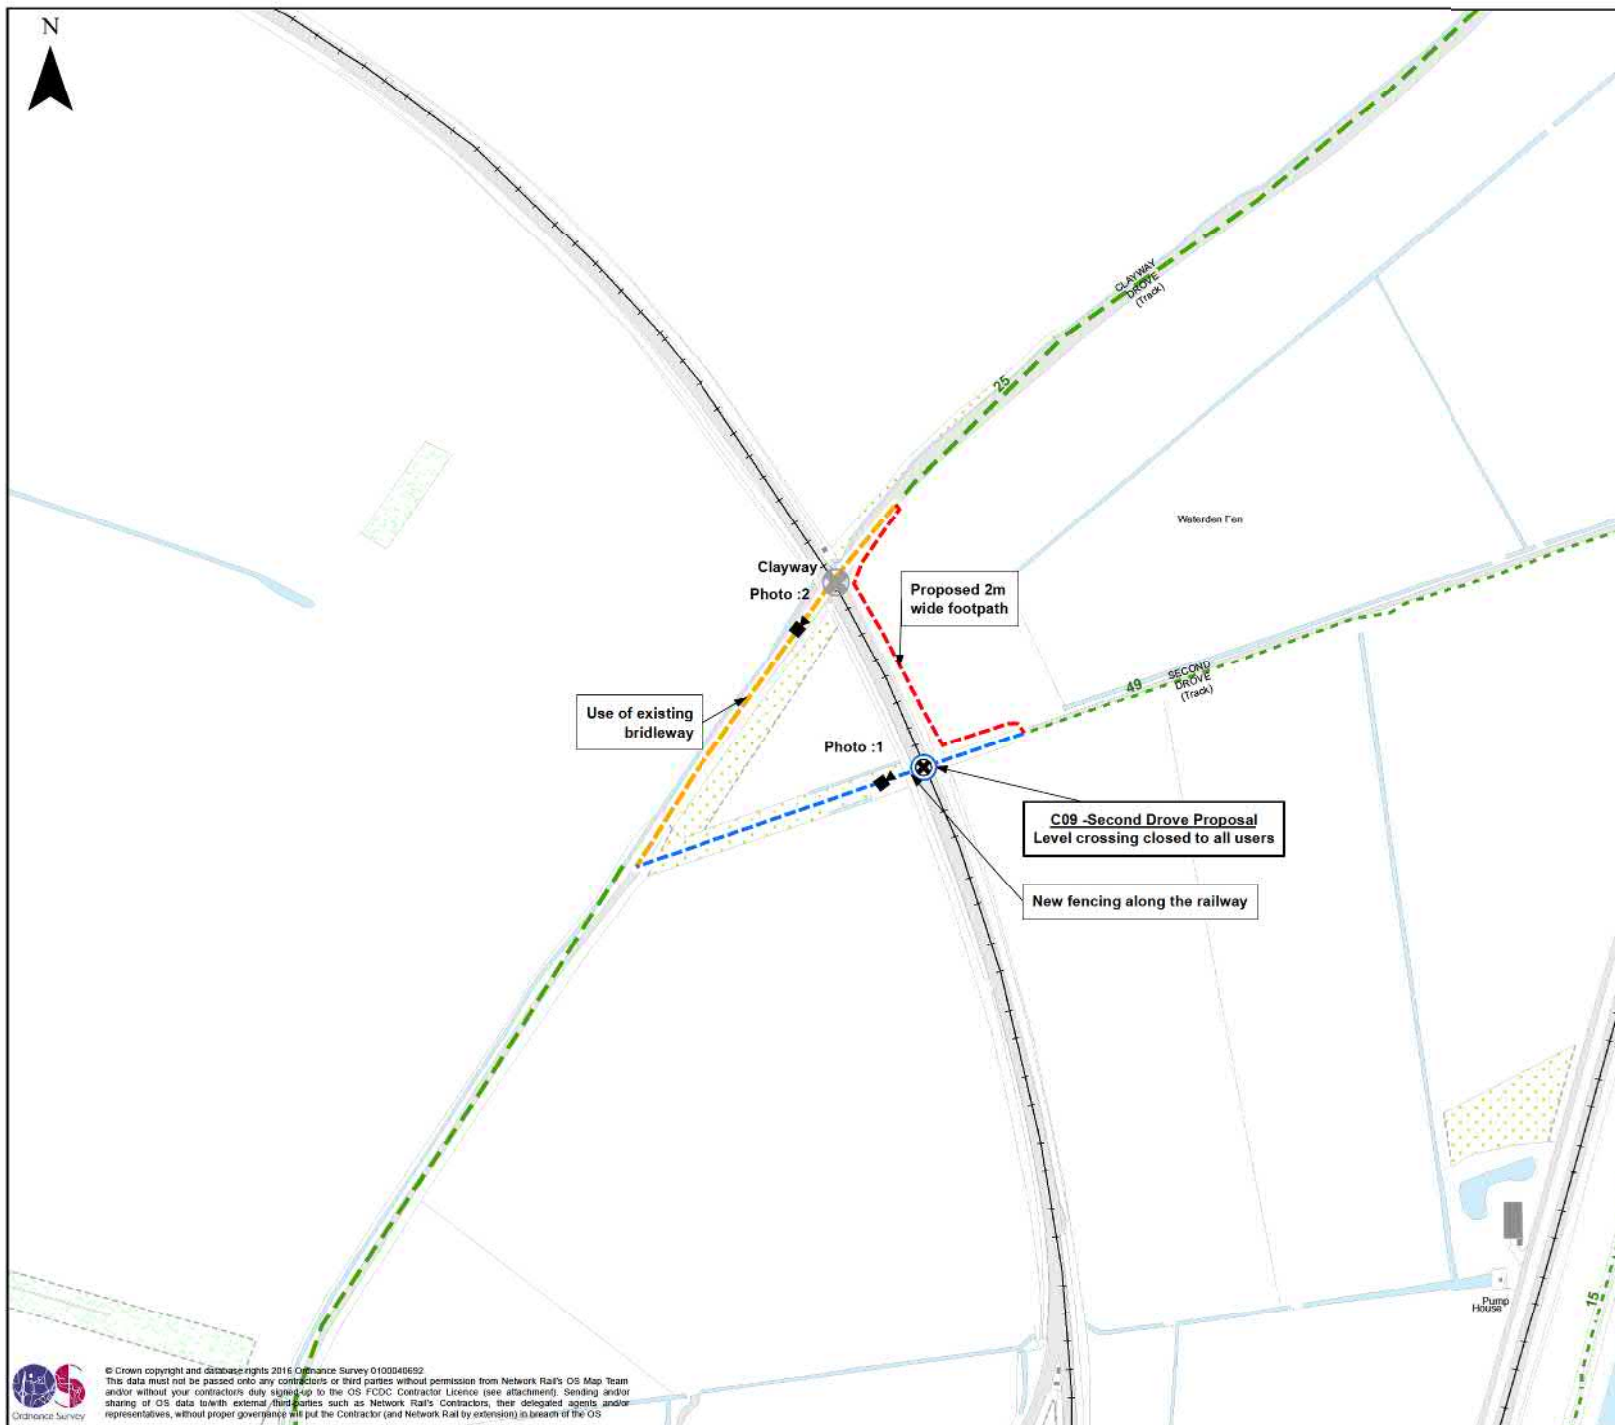 N
CLAYWAY
DROVE
(Track)
25
Waterden Fen
Clayway
Photo :2
Proposed 2m
wide footpath
SECOND
DROVE
(Track)
49
Use of existing
bridleway
Photo :1
C09 -Second Drove Proposal
Level crossing closed to all users
New fencing along the railway
Pump
House
15
Ordnance Survey
© Crown copyright and database rights 2016 Ordnance Survey 0100040692
This data must not be passed onto any contractors or third parties without permission from Network Rail's OS Map Team
and/or without your contractor/s duly signed-up to the OS FCDC Contractor Licence (see attachment). Sending and/or
sharing of OS data to/with external third-parties such as Network Rail's Contractors, their delegated agents and/or
representatives, without proper governance will put the Contractor (and Network Rail by extension) in breach of the OS